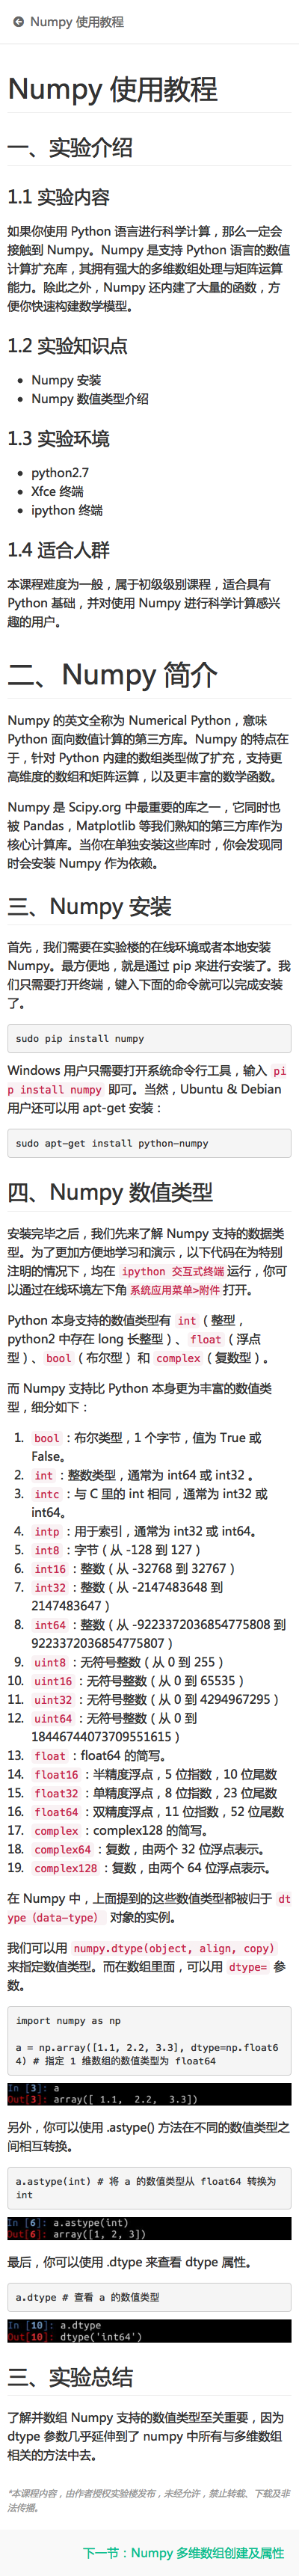 Numpy 使用教程
Numpy 使用教程
一、实验介绍
1.1 实验内容
如果你使用 Python 语言进行科学计算，那么一定会
接触到 Numpy。Numpy 是支持 Python 语言的数值
计算扩充库，其拥有强大的多维数组处理与矩阵运算
能力。除此之外，Numpy 还内建了大量的函数，方
便你快速构建数学模型。
1.2 实验知识点
• Numpy 安装
• Numpy 数值类型介绍
1.3 实验环境
• python2.7
• Xfce 终端
• ipython 终端
1.4 适合人群
本课程难度为一般，属于初级级别课程，适合具有
Python 基础，并对使用 Numpy 进行科学计算感兴
趣的用户。
二、Numpy 简介
Numpy 的英文全称为 Numerical Python，意味
Python 面向数值计算的第三方库。Numpy 的特点在
于，针对 Python 内建的数组类型做了扩充，支持更
高维度的数组和矩阵运算，以及更丰富的数学函数。
Numpy 是 Scipy.org 中最重要的库之一，它同时也
被 Pandas，Matplotlib 等我们熟知的第三方库作为
核心计算库。当你在单独安装这些库时，你会发现同
时会安装 Numpy 作为依赖。
三、Numpy 安装
首先，我们需要在实验楼的在线环境或者本地安装
Numpy。最方便地，就是通过 pip 来进行安装了。我
们只需要打开终端，键入下面的命令就可以完成安装
了。
sudo pip install numpy
Windows 用户只需要打开系统命令行工具，输入 pi
p install numpy 即可。当然，Ubuntu & Debian
用户还可以用 apt-get 安装：
sudo apt-get install python-numpy
四、Numpy 数值类型
安装完毕之后，我们先来了解 Numpy 支持的数据类
型。为了更加方便地学习和演示，以下代码在为特别
注明的情况下，均在 ipython 交互式终端 运行，你可
以通过在线环境左下角 系统应用菜单>附件 打开。
Python 本身支持的数值类型有 int（整型，
python2 中存在 long 长整型）、float（浮点
型）、bool（布尔型） 和 complex（复数型）。
而 Numpy 支持比 Python 本身更为丰富的数值类
型，细分如下：
1. bool：布尔类型，1 个字节，值为 True 或
False。
2. int：整数类型，通常为 int64 或 int32 。
3. intc：与 C 里的 int 相同，通常为 int32 或
int64。
4. intp：用于索引，通常为 int32 或 int64。
5. int8：字节（从 -128 到 127）
6. int16：整数（从 -32768 到 32767）
7. int32：整数（从 -2147483648 到
2147483647）
8. int64：整数（从 -9223372036854775808 到
9223372036854775807）
9. uint8：无符号整数（从 0 到 255）
10. uint16：无符号整数（从 0 到 65535）
11. uint32：无符号整数（从 0 到 4294967295）
12. uint64：无符号整数（从 0 到
18446744073709551615）
13. float：float64 的简写。
14. float16：半精度浮点，5 位指数，10 位尾数
15. float32：单精度浮点，8 位指数，23 位尾数
16. float64：双精度浮点，11 位指数，52 位尾数
17. complex：complex128 的简写。
18. complex64：复数，由两个 32 位浮点表示。
19. complex128：复数，由两个 64 位浮点表示。
在 Numpy 中，上面提到的这些数值类型都被归于 dt
ype（data-type） 对象的实例。
我们可以用 numpy.dtype(object, align, copy)
来指定数值类型。而在数组里面，可以用 dtype= 参
数。
import numpy as np
a = np.array([1.1, 2.2, 3.3], dtype=np.float6
4) # 指定 1 维数组的数值类型为 float64
In [3]: a
Out[3]: array([ 1.1,  2.2,  3.3])
另外，你可以使用 .astype() 方法在不同的数值类型之
间相互转换。
a.astype(int) # 将 a 的数值类型从 float64 转换为
int
In [6]: a.astype(int)
Out[6]: array([1, 2, 3])
最后，你可以使用 .dtype 来查看 dtype 属性。
a.dtype # 查看 a 的数值类型
In [10]: a.dtype
Out[10]: dtype('int64')
三、实验总结
了解并数组 Numpy 支持的数值类型至关重要，因为
dtype 参数几乎延伸到了 numpy 中所有与多维数组
相关的方法中去。
*本课程内容，由作者授权实验楼发布，未经允许，禁止转载、下载及非
法传播。
下一节：Numpy 多维数组创建及属性